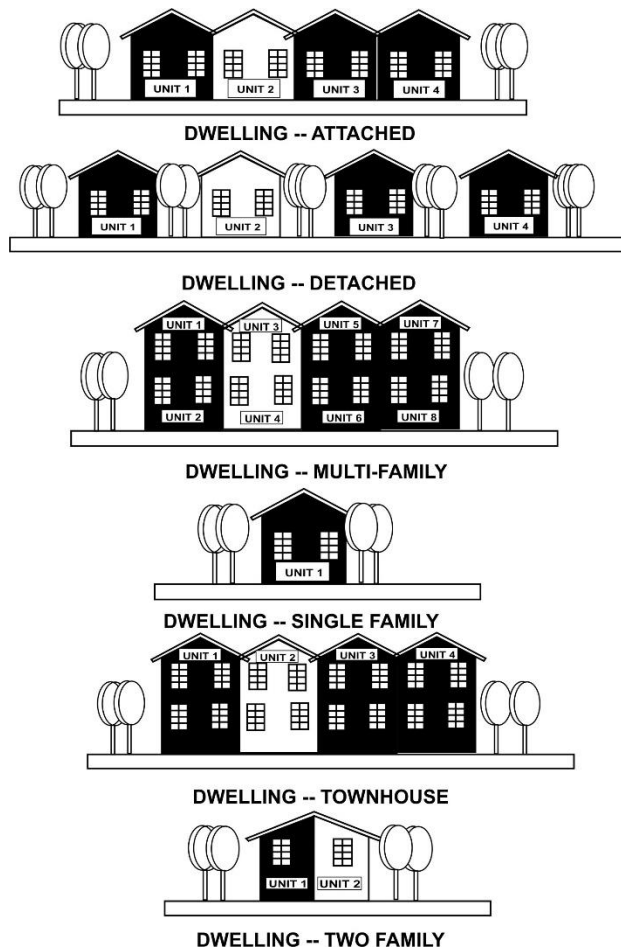 UNIT 1 UNIT 2 UNIT 3 UNIT 4
DWELLING -- ATTACHED
UNIT 1 UNIT 2 UNIT 3 UNIT 4
DWELLING -- DETACHED
UNIT 1 UNIT 3 UNIT 5 UNIT 7
UNIT 2 UNIT 4 UNIT 6 UNIT 8
DWELLING -- MULTI-FAMILY
UNIT 1
DWELLING -- SINGLE FAMILY
UNIT 1 UNIT 2 UNIT 3 UNIT 4
DWELLING -- TOWNHOUSE
UNIT 1 UNIT 2
DWELLING -- TWO FAMILY